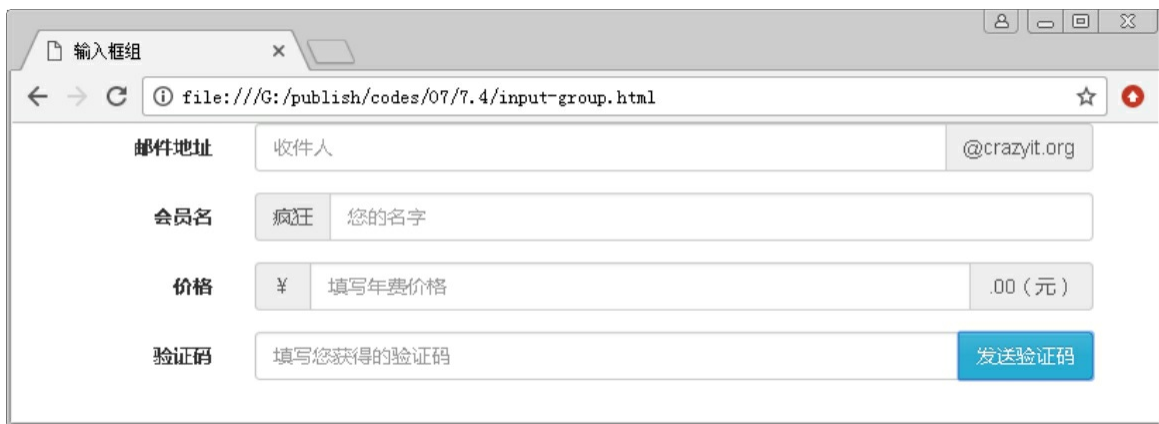 输入框组
file:///G:/publish/codes/07/7.4/input-group.html
邮件地址 收件人 @crazyit.org
会员名 疯狂 您的名字
价格 ¥ 填写年费价格 .00（元）
验证码 填写您获得的验证码 发送验证码